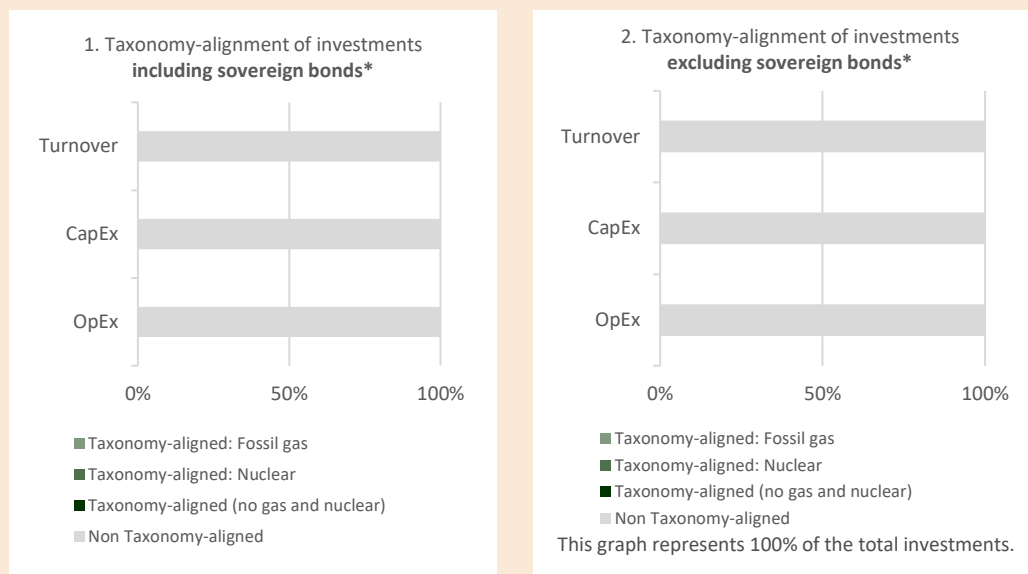 1. Taxonomy-alignment of investments
including sovereign bonds*
Turnover
CapEx
OpEx
0% 50% 100%
Taxonomy-aligned: Fossil gas
Taxonomy-aligned: Nuclear
Taxonomy-aligned (no gas and nuclear)
Non Taxonomy-aligned
2. Taxonomy-alignment of investments
excluding sovereign bonds*
Turnover
CapEx
OpEx
0% 50% 100%
Taxonomy-aligned: Fossil gas
Taxonomy-aligned: Nuclear
Taxonomy-aligned (no gas and nuclear)
Non Taxonomy-aligned
This graph represents 100% of the total investments.